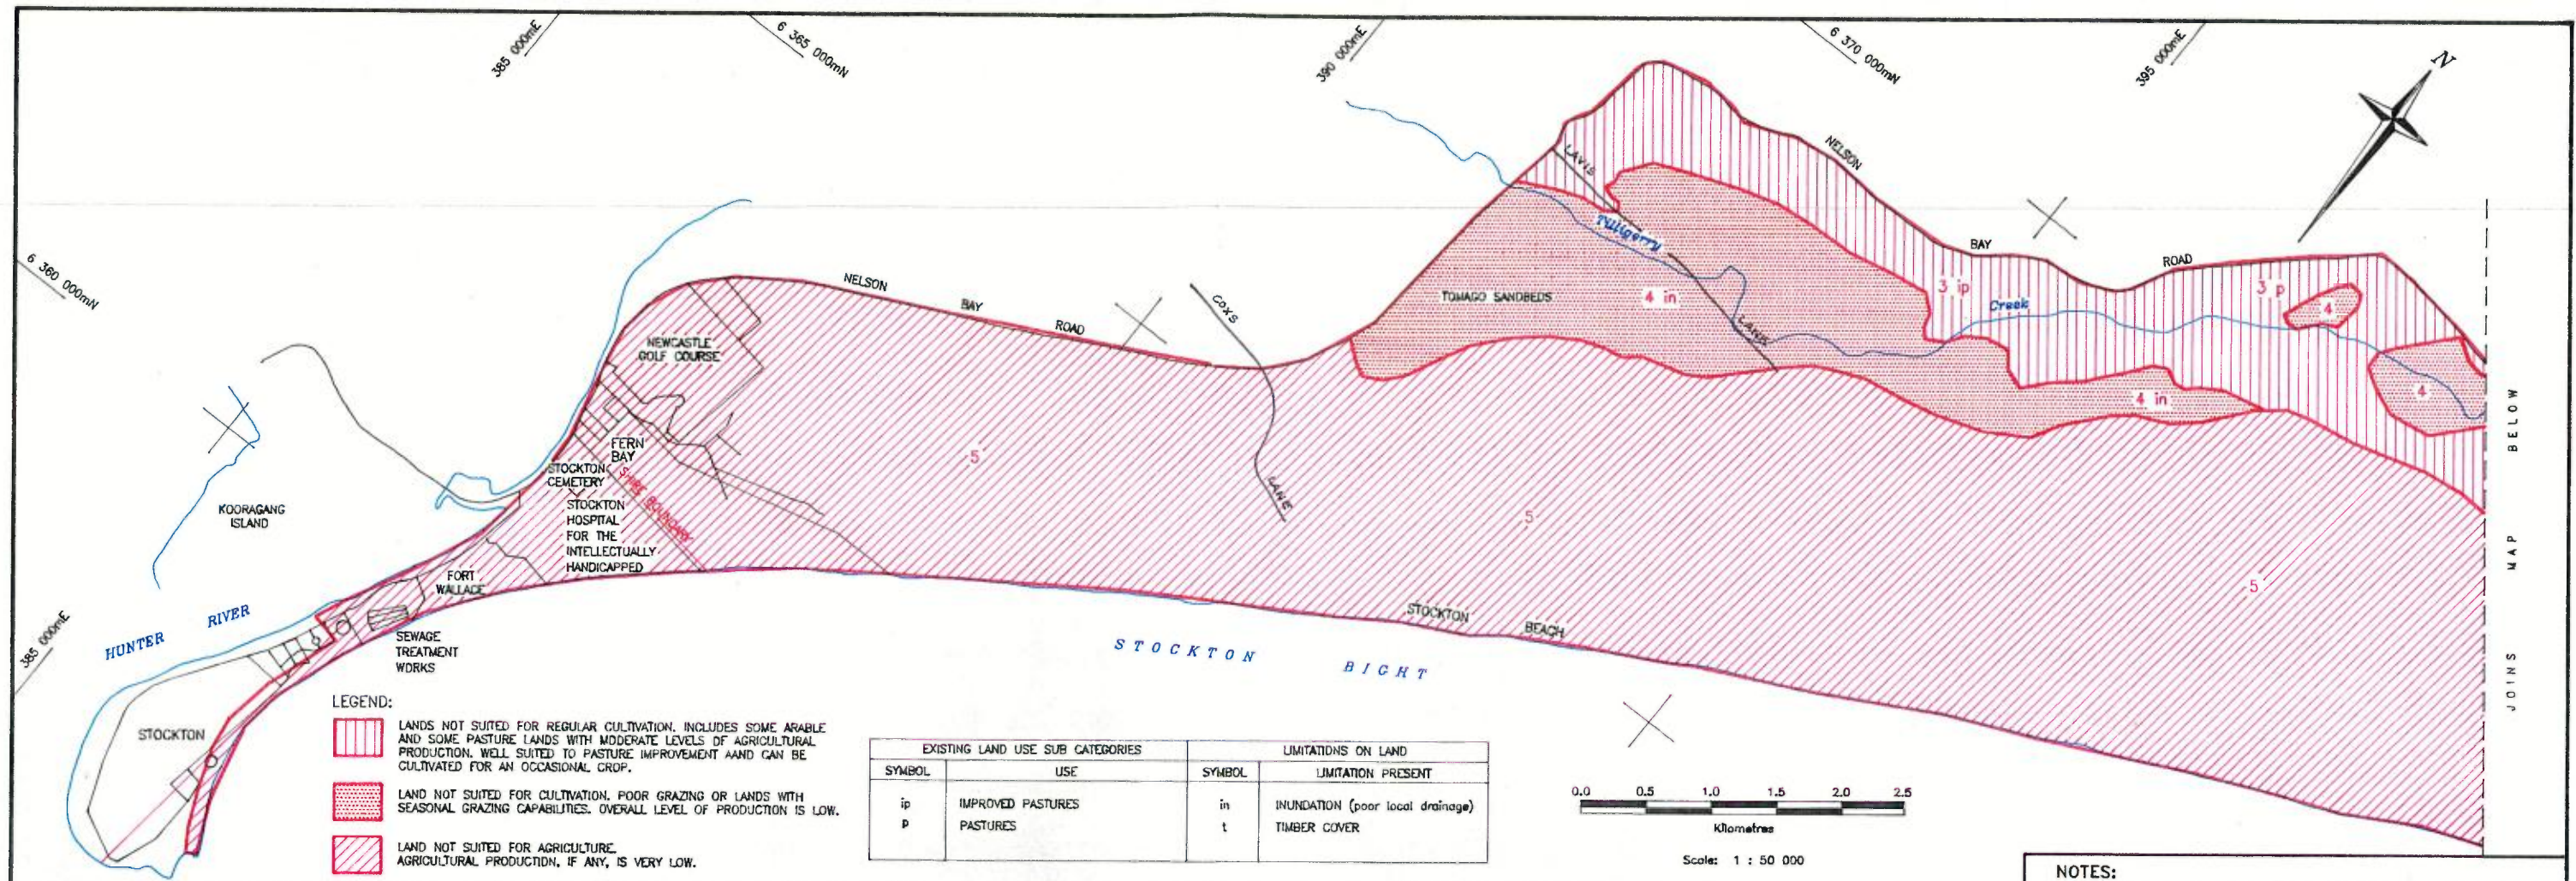 385 000mE
6 365 000mN
390 000mE
6 370 000mN
395 000mE
N
6 360 000mN
385 000mE
NELSON
BAY
ROAD
LAVIS
LANE
Tilligerry
Creek
TOMAGO SANDBEDS
4 in
3 ip
3 p
4
4
4 in
NELSON
BAY
ROAD
COXS
LANE
NEWCASTLE
GOLF COURSE
FERN
BAY
SHIRE BOUNDARY
STOCKTON
CEMETERY
STOCKTON
HOSPITAL
FOR THE
INTELLECTUALLY
HANDICAPPED
KOORAGANG
ISLAND
FORT
WALLACE
HUNTER RIVER
SEWAGE
TREATMENT
WORKS
STOCKTON
5
5
5
STOCKTON
BEACH
STOCKTON BIGHT
JOINS MAP BELOW
LEGEND:
LANDS NOT SUITED FOR REGULAR CULTIVATION. INCLUDES SOME ARABLE
AND SOME PASTURE LANDS WITH MODERATE LEVELS OF AGRICULTURAL
PRODUCTION. WELL SUITED TO PASTURE IMPROVEMENT AAND CAN BE
CULTIVATED FOR AN OCCASIONAL CROP.
LAND NOT SUITED FOR CULTIVATION. POOR GRAZING OR LANDS WITH
SEASONAL GRAZING CAPABILITIES. OVERALL LEVEL OF PRODUCTION IS LOW.
LAND NOT SUITED FOR AGRICULTURE.
AGRICULTURAL PRODUCTION, IF ANY, IS VERY LOW.
EXISTING LAND USE SUB CATEGORIES
LIMITATIONS ON LAND
SYMBOL USE SYMBOL LIMITATION PRESENT
ip IMPROVED PASTURES in INUNDATION (poor local drainage)
p PASTURES t TIMBER COVER
0.0 0.5 1.0 1.5 2.0 2.5
Kilometres
Scale: 1 : 50 000
NOTES: